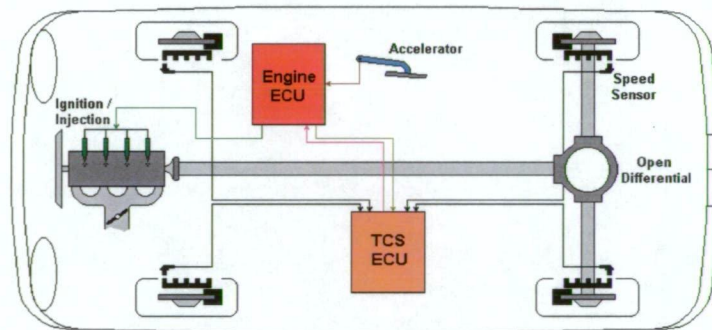 Accelerator
Engine
ECU
Speed
Sensor
Ignition /
Injection
Open
Differential
TCS
ECU